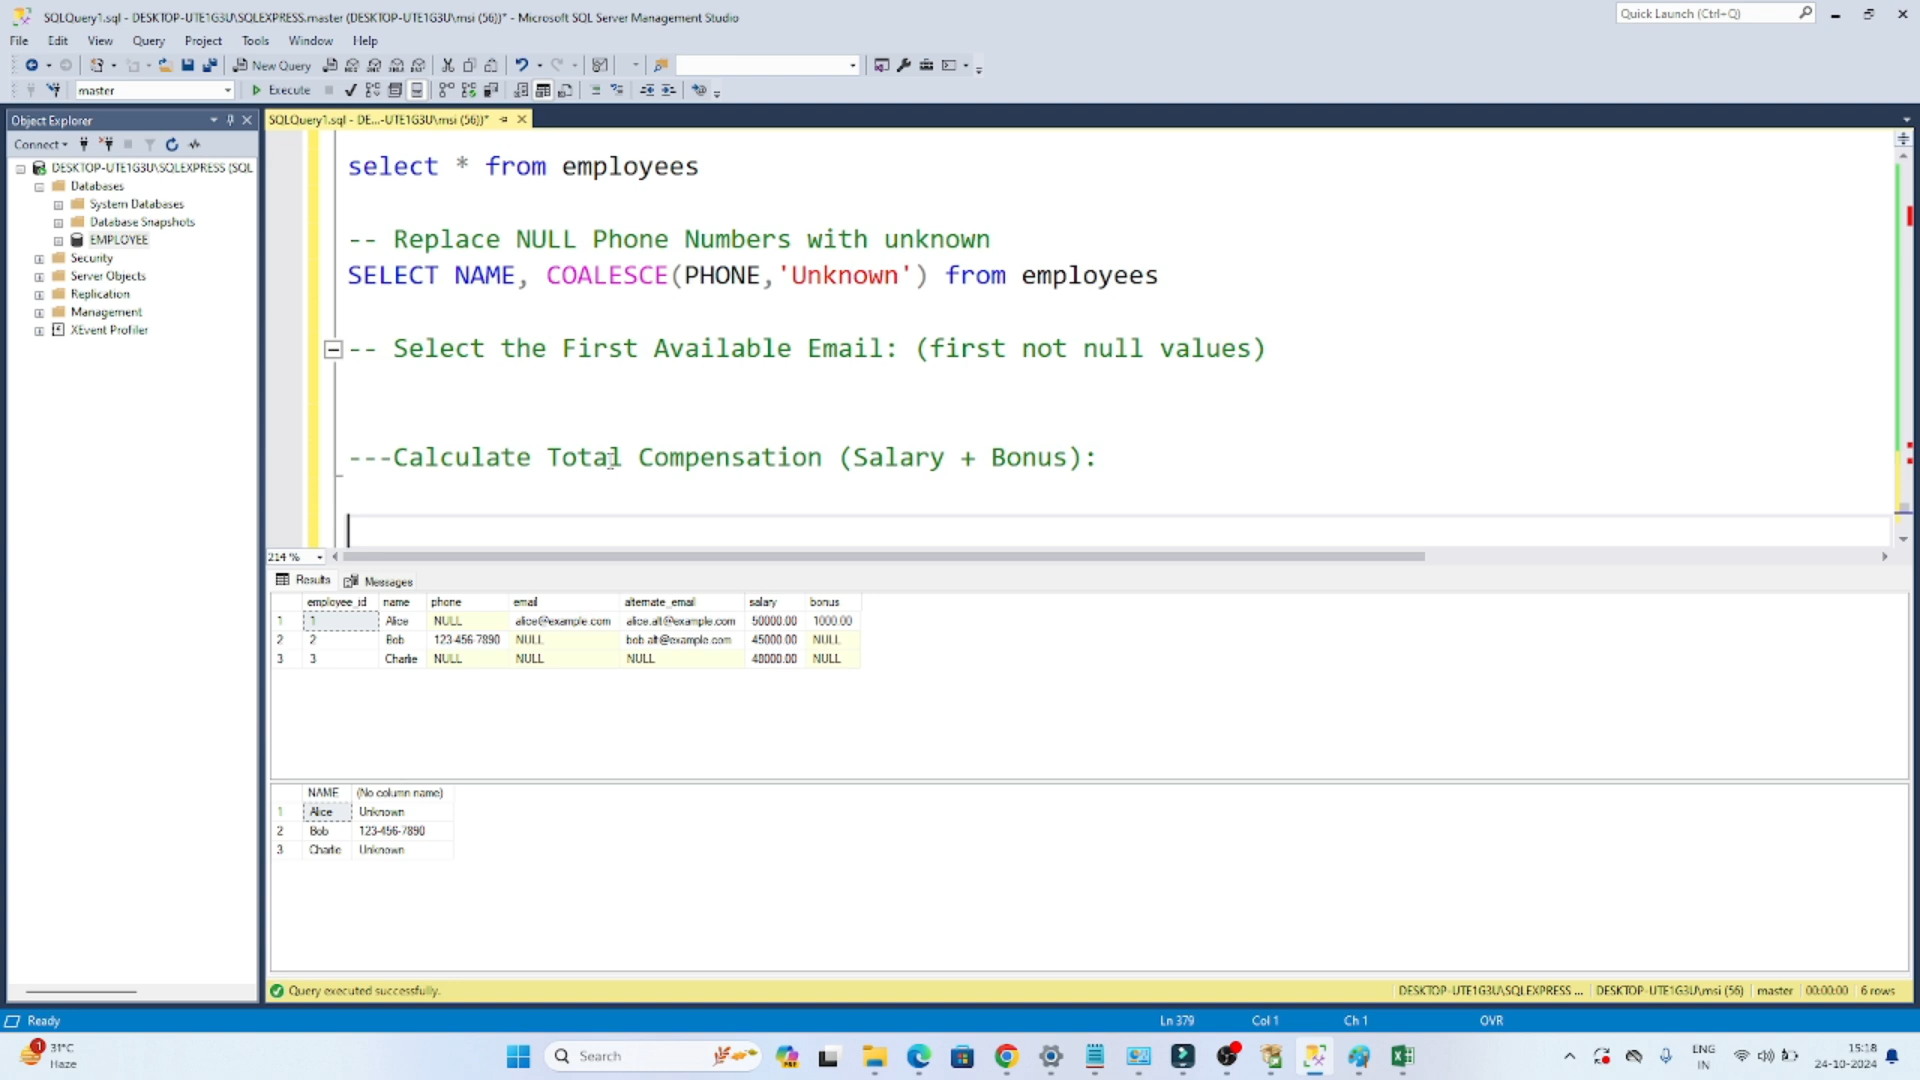 SQLQuery1.sql - DESKTOP-UTE1G3U\SQLEXPRESS.master (DESKTOP-UTE1G3U\msi (56))* - Microsoft SQL Server Management Studio
Quick Launch (Ctrl+Q)
File Edit View Query Project Tools Window Help
New Query
master
Execute
Object Explorer
SQLQuery1.sql - DE...-UTE1G3U\msi (56))*
Connect
DESKTOP-UTE1G3U\SQLEXPRESS (SQL
Databases
System Databases
Database Snapshots
EMPLOYEE
Security
Server Objects
Replication
Management
XEvent Profiler
select * from employees
-- Replace NULL Phone Numbers with unknown
SELECT NAME, COALESCE(PHONE,'Unknown') from employees
-- Select the First Available Email: (first not null values)
---Calculate Total Compensation (Salary + Bonus):
214 %
Results Messages
employee_id name phone email alternate_email salary bonus
1 1 Alice NULL alice@example.com alice.alt@example.com 50000.00 1000.00
2 2 Bob 123-456-7890 NULL bob.alt@example.com 45000.00 NULL
3 3 Charlie NULL NULL NULL 48000.00 NULL
NAME (No column name)
1 Alice Unknown
2 Bob 123-456-7890
3 Charlie Unknown
Query executed successfully.
DESKTOP-UTE1G3U\SQLEXPRESS ... DESKTOP-UTE1G3U\msi (56) master 00:00:00 6 rows
Ready
Ln 379 Col 1 Ch 1 OVR
1
31°C
Haze
Search
ENG
IN
15:18
24-10-2024